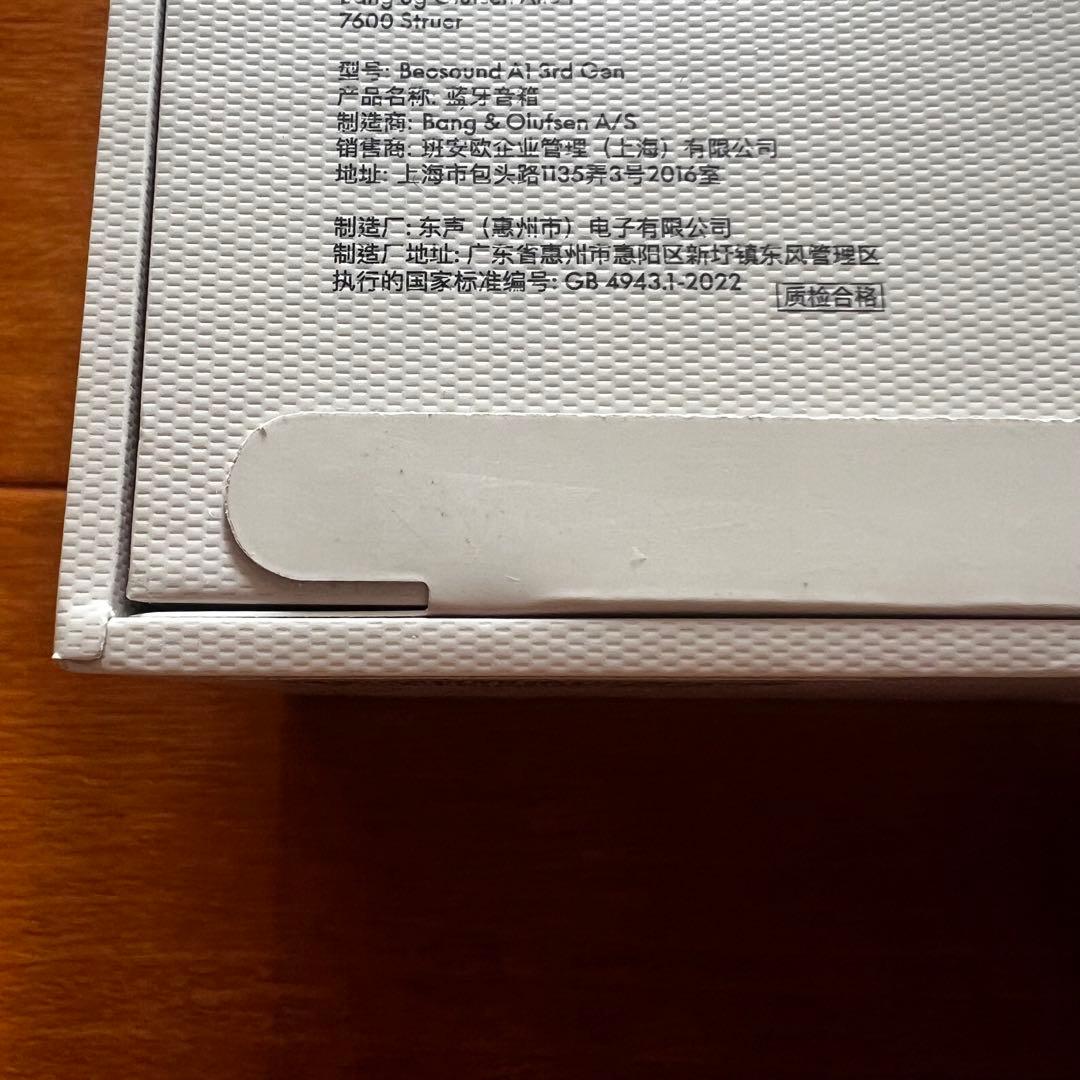 7600 Struer
型号: Beosound A1 3rd Gen
产品名称: 蓝牙音箱
制造商: Bang & Olufsen A/S
销售商: 班安欧企业管理（上海）有限公司
地址: 上海市包头路1135弄3号2016室
制造厂: 东声（惠州市）电子有限公司
制造厂地址: 广东省惠州市惠阳区新圩镇东风管理区
执行的国家标准编号: GB 4943.1-2022
质检合格